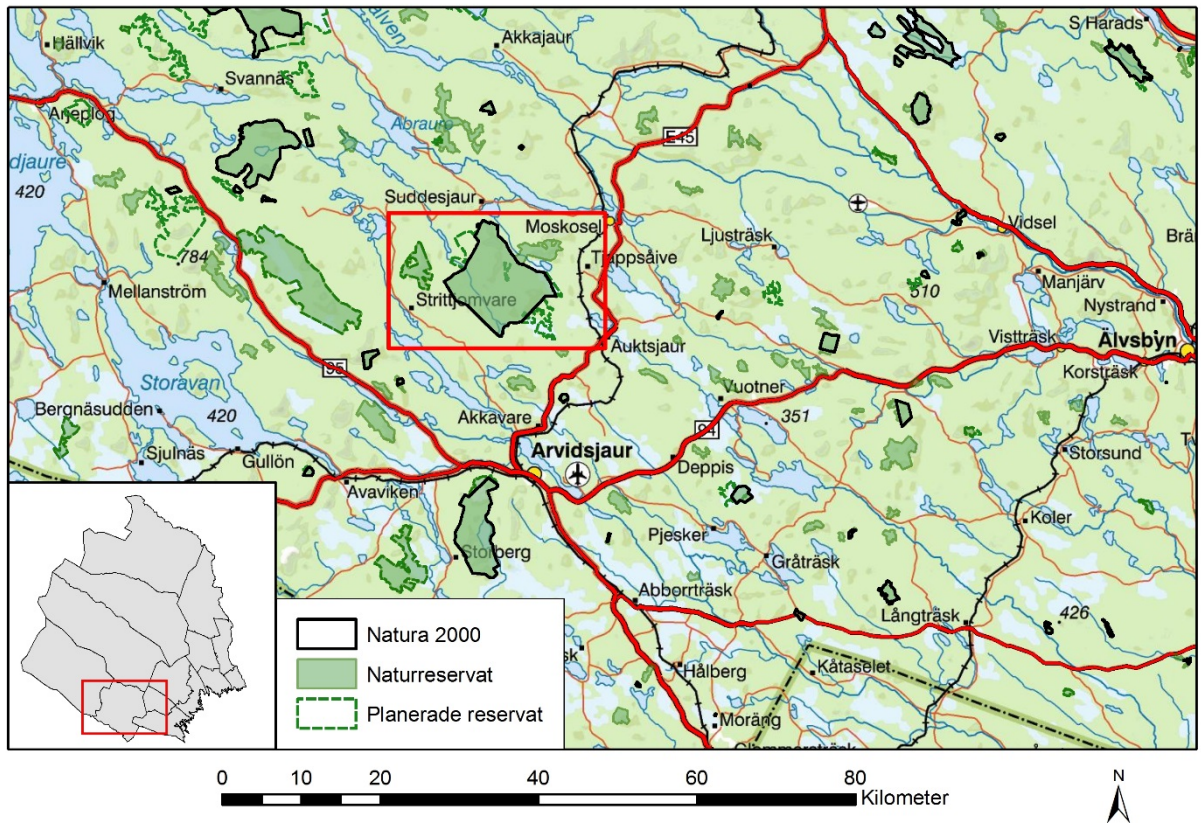 Hällvik
Akkajaur
S Harads
Svannäs
Arjeplog
Abraure
djaure
420
E45
Suddesjaur
Moskosel
Ljusträsk
Vidsel
784
Mellanström
Strittjomvare
510
Manjärv
Nystrand
Auktsjaur
Vistträsk
Älvsbyn
Korsträsk
95
Storavan
Vuotner
351
Bergnäsudden
420
Akkavare
94
Sjulnäs
Gullön
Arvidsjaur
Deppis
Storsund
Avaviken
Koler
Pjesker
Gråträsk
Storberg
Abborrträsk
Långträsk
426
Hålberg
Kåtaselet
Moräng
Natura 2000
Naturreservat
Planerade reservat
0 10 20 40 60 80
Kilometer
N